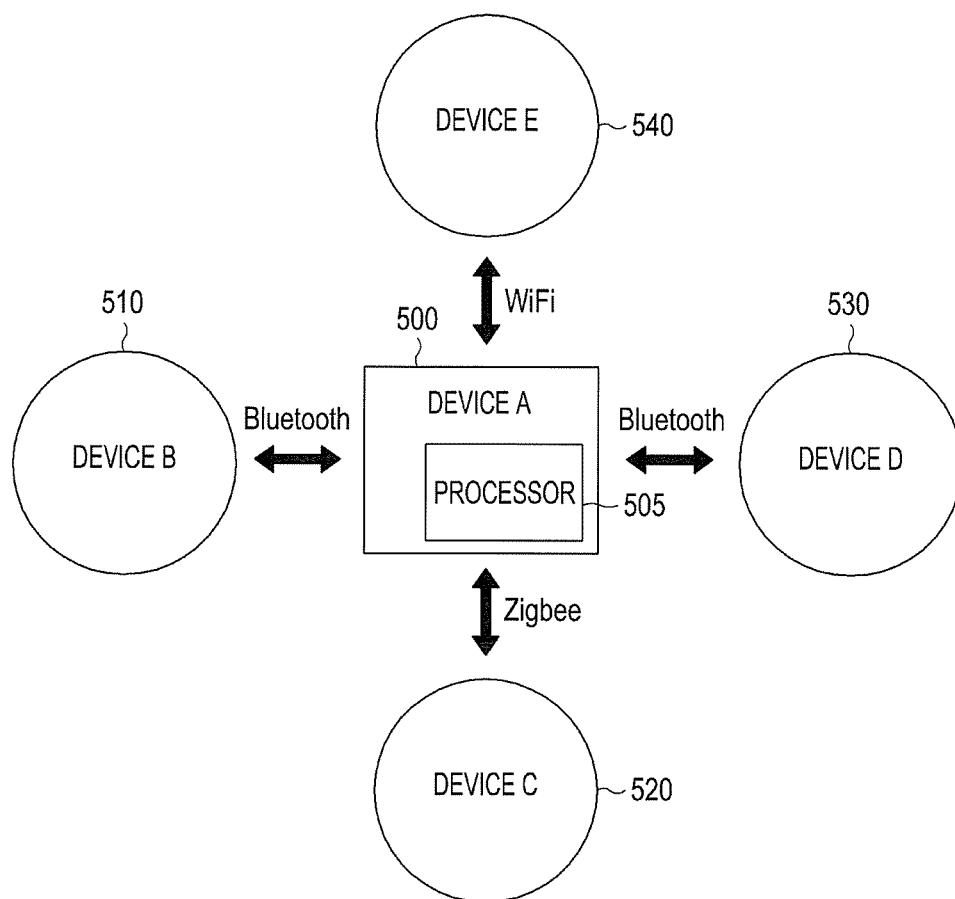 DEVICE E
540
WiFi
510
500
530
DEVICE A
Bluetooth
Bluetooth
DEVICE B
DEVICE D
PROCESSOR
505
Zigbee
DEVICE C
520